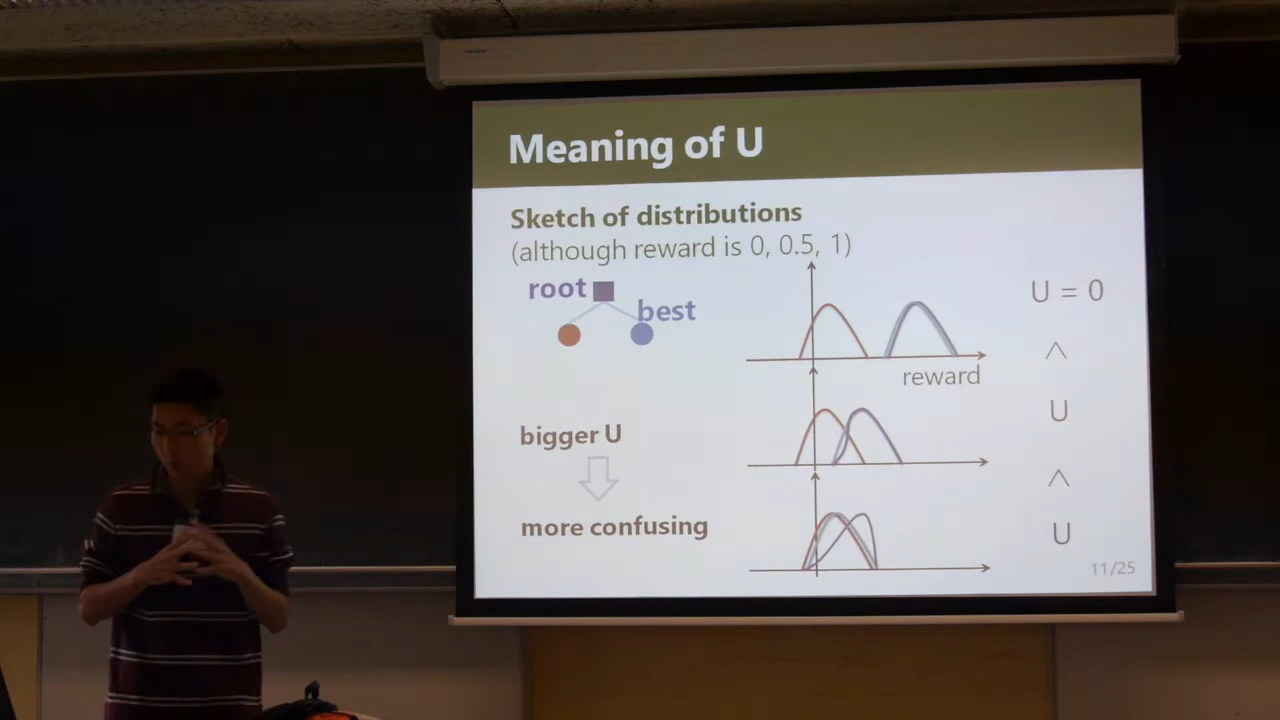 Meaning of U
Sketch of distributions
(although reward is 0, 0.5, 1)
root
best
U = 0
reward
^
U
bigger U
^
more confusing
U
11/25